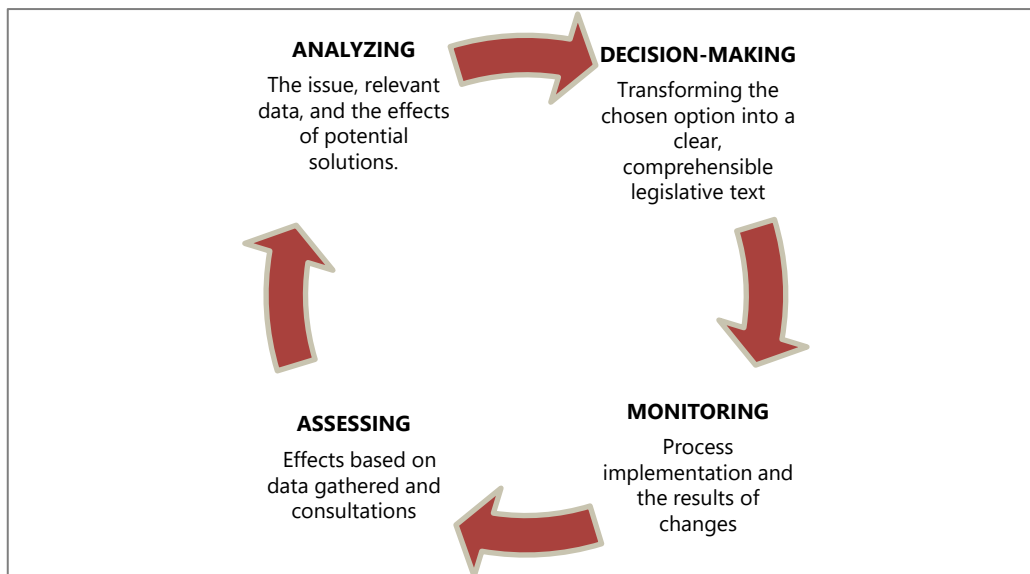 ANALYZING
The issue, relevant
data, and the effects
of potential
solutions.
DECISION-MAKING
Transforming the
chosen option into a
clear,
comprehensible
legislative text
MONITORING
Process
implementation and
the results of
changes
ASSESSING
Effects based on
data gathered and
consultations